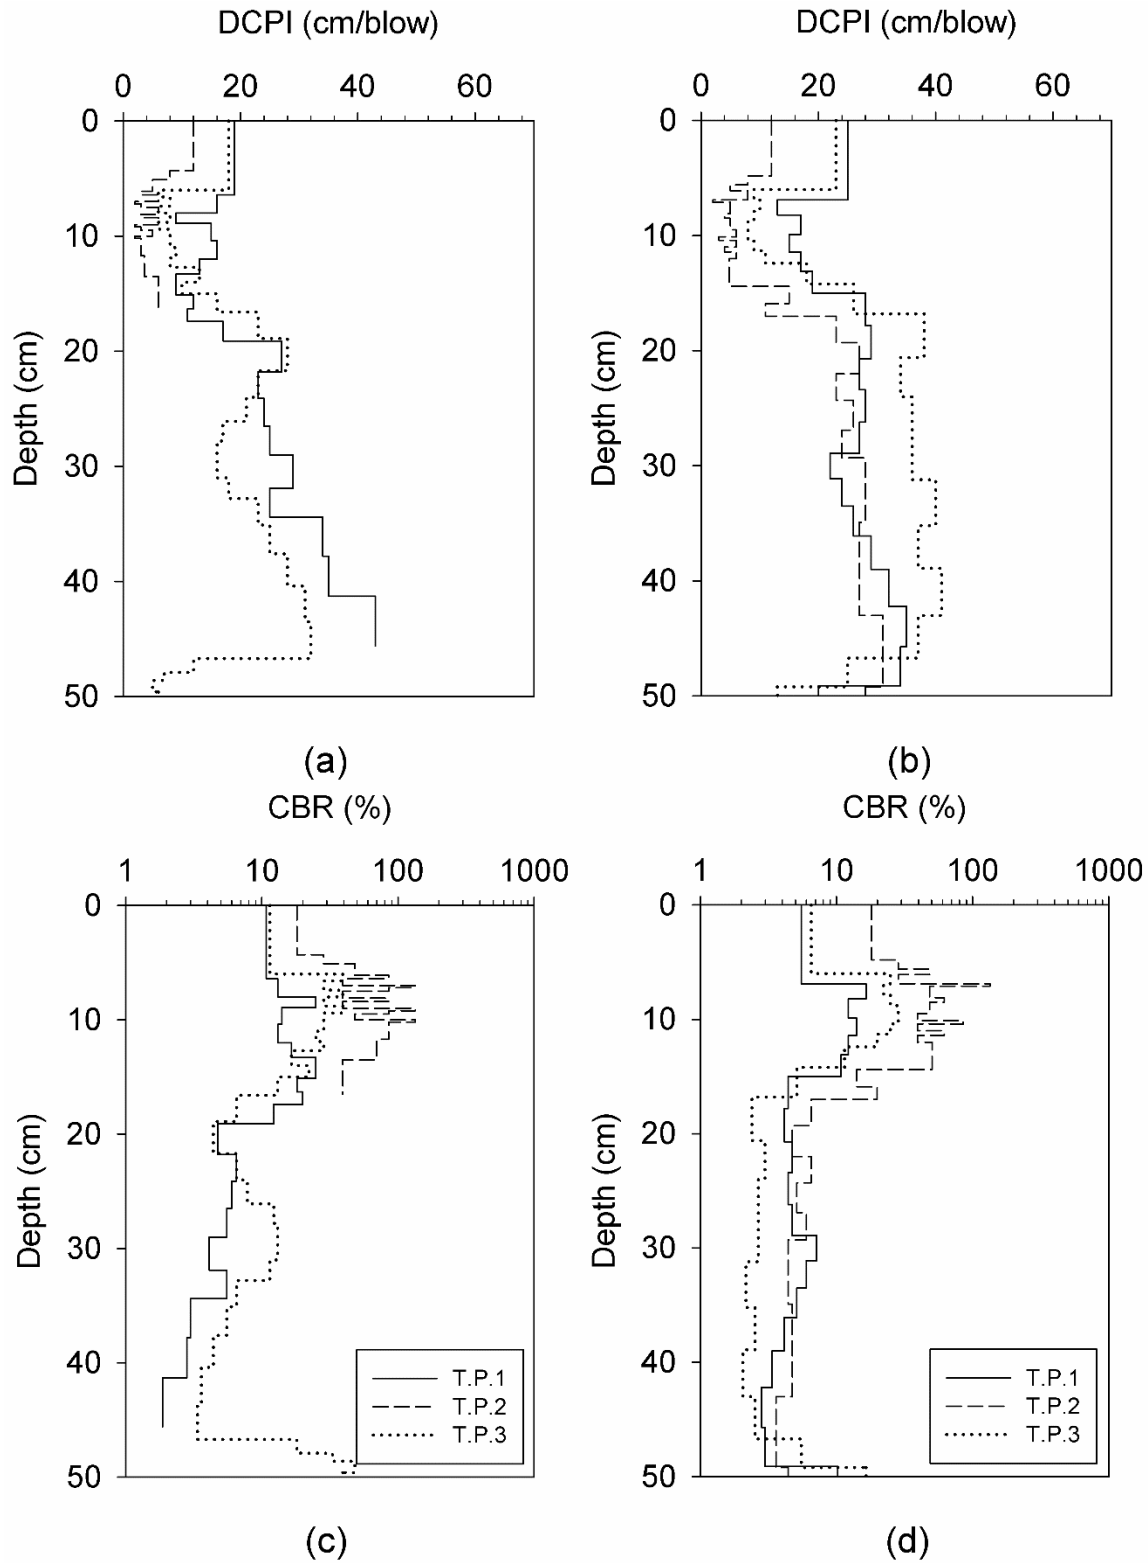 DCPI (cm/blow) DCPI (cm/blow)
0 20 40 60 0 20 40 60
0 0
10 10
20 20
Depth (cm) Depth (cm)
30 30
40 40
50 50
(a) (b)
CBR (%) CBR (%)
1 10 100 1000 1 10 100 1000
0 0
10 10
20 20
Depth (cm) Depth (cm)
30 30
40 40
T.P.1 T.P.1
T.P.2 T.P.2
T.P.3 T.P.3
50 50
(c) (d)